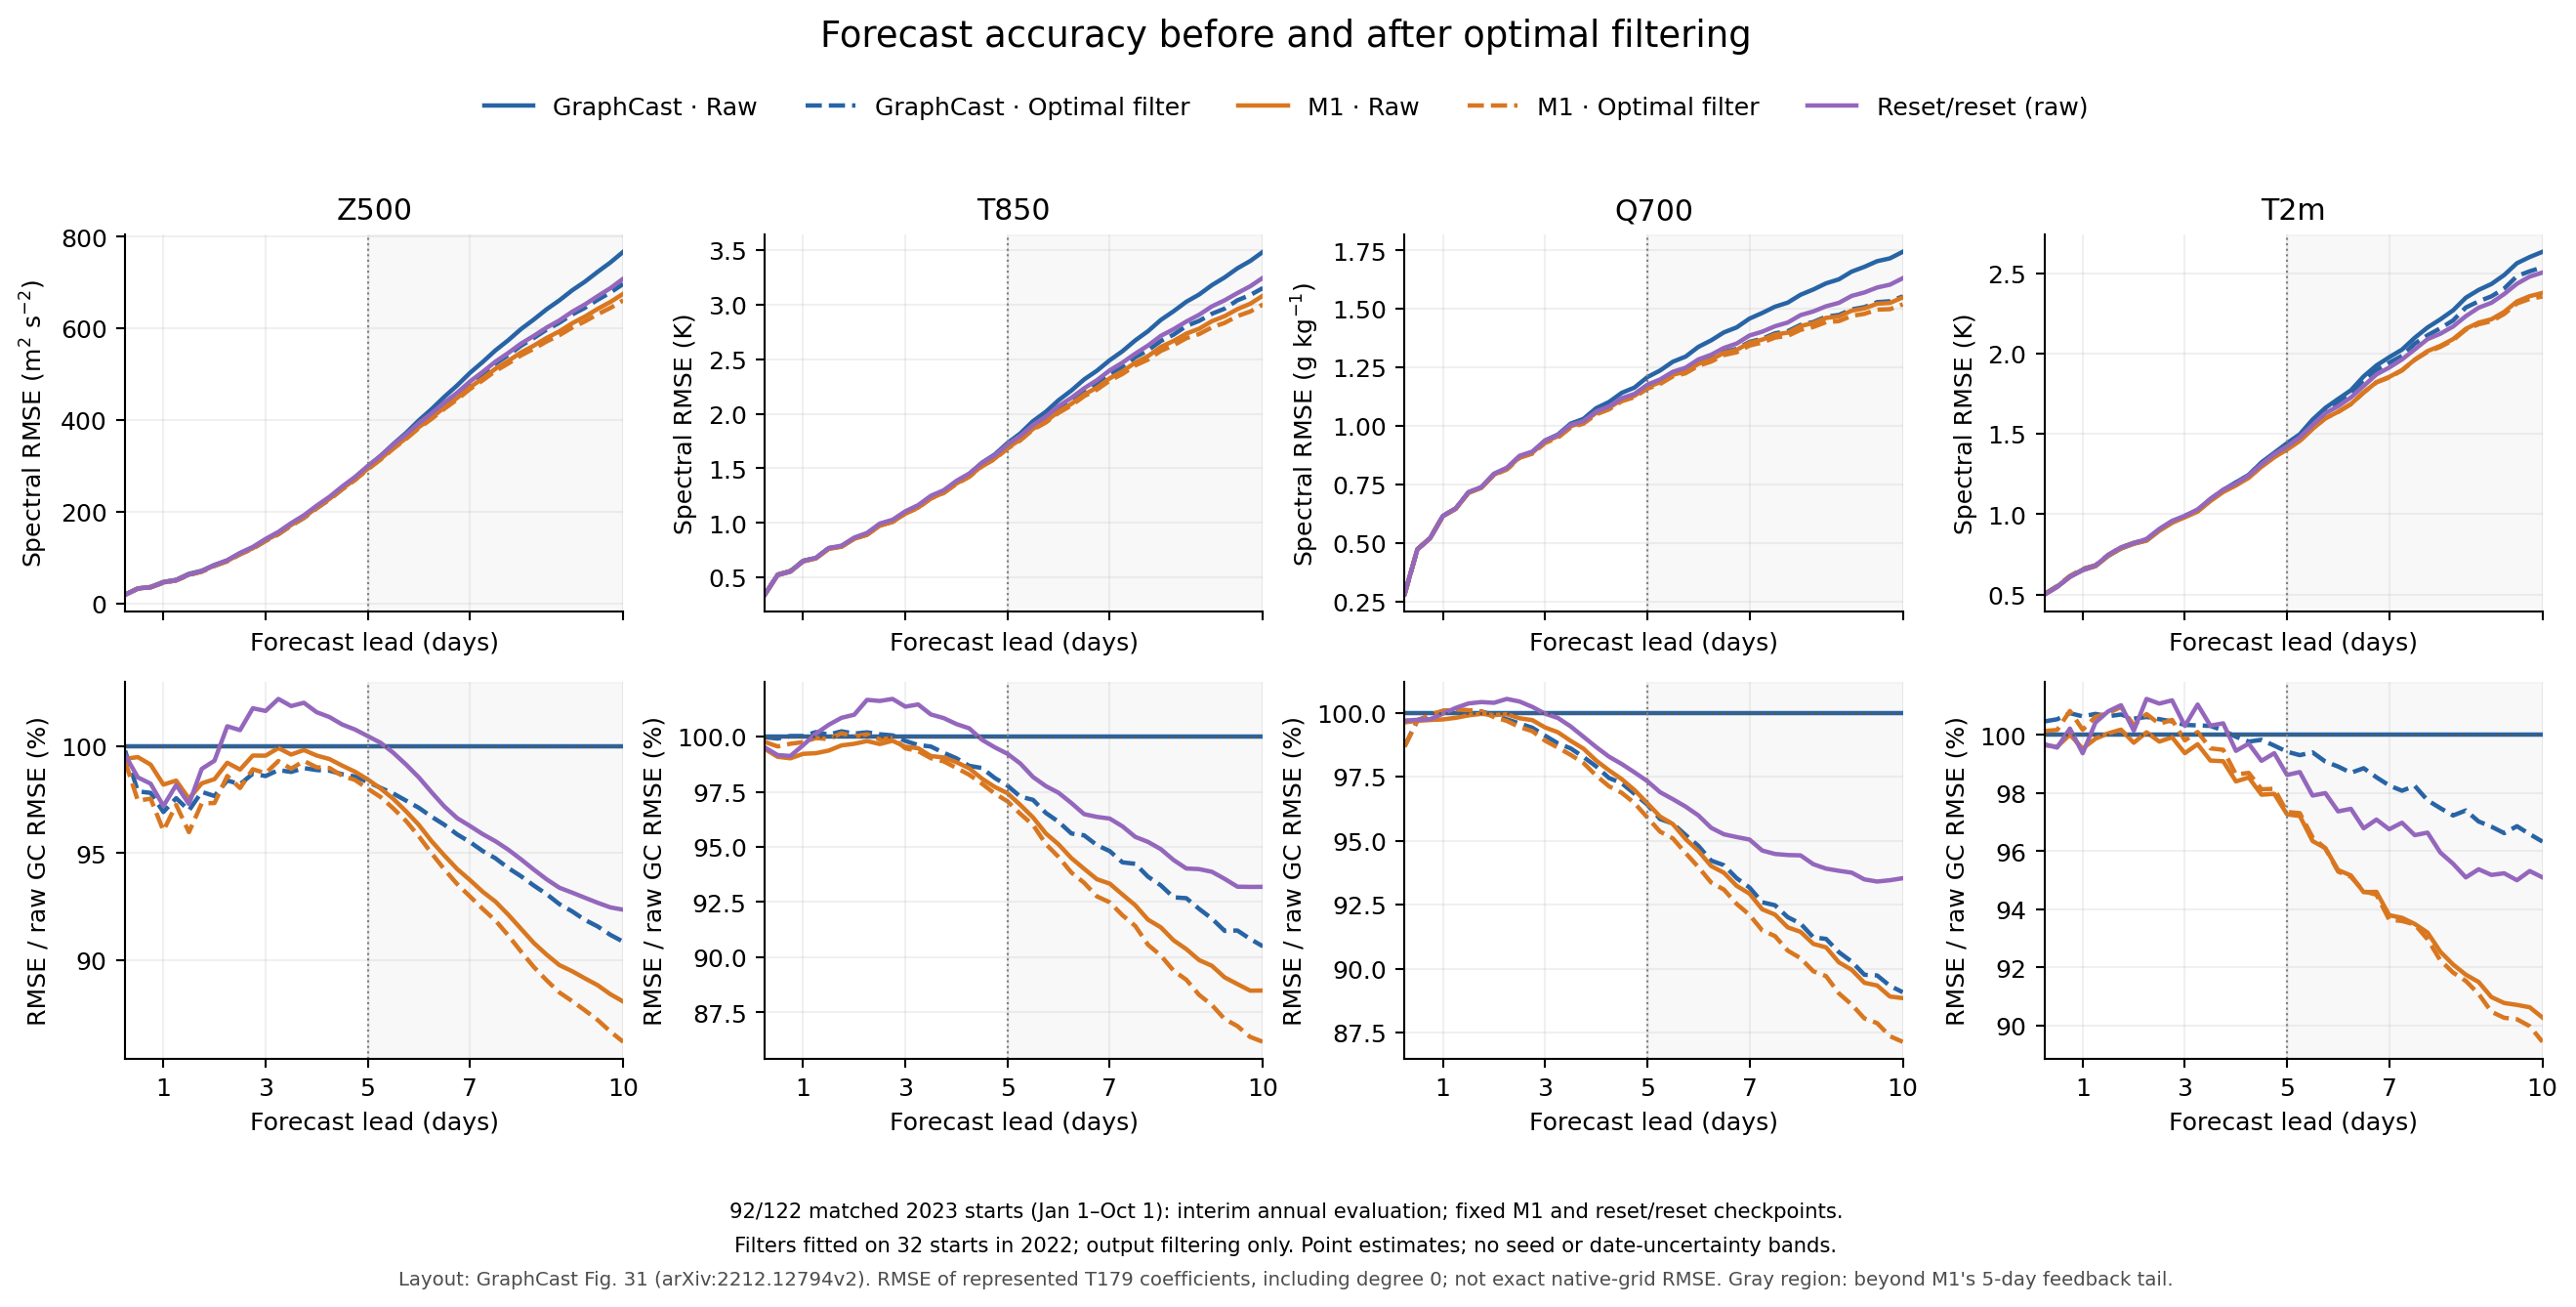 Forecast accuracy before and after optimal filtering
GraphCast · Raw
GraphCast · Optimal filter
M1 · Raw
M1 · Optimal filter
Reset/reset (raw)
Z500
T850
Q700
T2m
Spectral RMSE (m² s⁻²)
800
600
400
200
0
Forecast lead (days)
Spectral RMSE (K)
3.5
3.0
2.5
2.0
1.5
1.0
0.5
Forecast lead (days)
Spectral RMSE (g kg⁻¹)
1.75
1.50
1.25
1.00
0.75
0.50
0.25
Forecast lead (days)
Spectral RMSE (K)
2.5
2.0
1.5
1.0
0.5
Forecast lead (days)
RMSE / raw GC RMSE (%)
100
95
90
1 3 5 7 10
Forecast lead (days)
RMSE / raw GC RMSE (%)
100.0
97.5
95.0
92.5
90.0
87.5
1 3 5 7 10
Forecast lead (days)
RMSE / raw GC RMSE (%)
100.0
97.5
95.0
92.5
90.0
87.5
1 3 5 7 10
Forecast lead (days)
RMSE / raw GC RMSE (%)
100
98
96
94
92
90
1 3 5 7 10
Forecast lead (days)
92/122 matched 2023 starts (Jan 1–Oct 1): interim annual evaluation; fixed M1 and reset/reset checkpoints.
Filters fitted on 32 starts in 2022; output filtering only. Point estimates; no seed or date-uncertainty bands.
Layout: GraphCast Fig. 31 (arXiv:2212.12794v2). RMSE of represented T179 coefficients, including degree 0; not exact native-grid RMSE. Gray region: beyond M1's 5-day feedback tail.